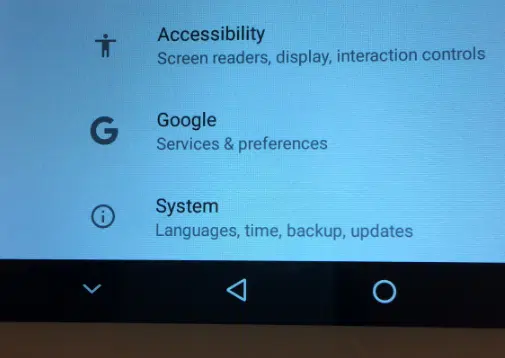 Accessibility
Screen readers, display, interaction controls
Google
Services & preferences
System
Languages, time, backup, updates